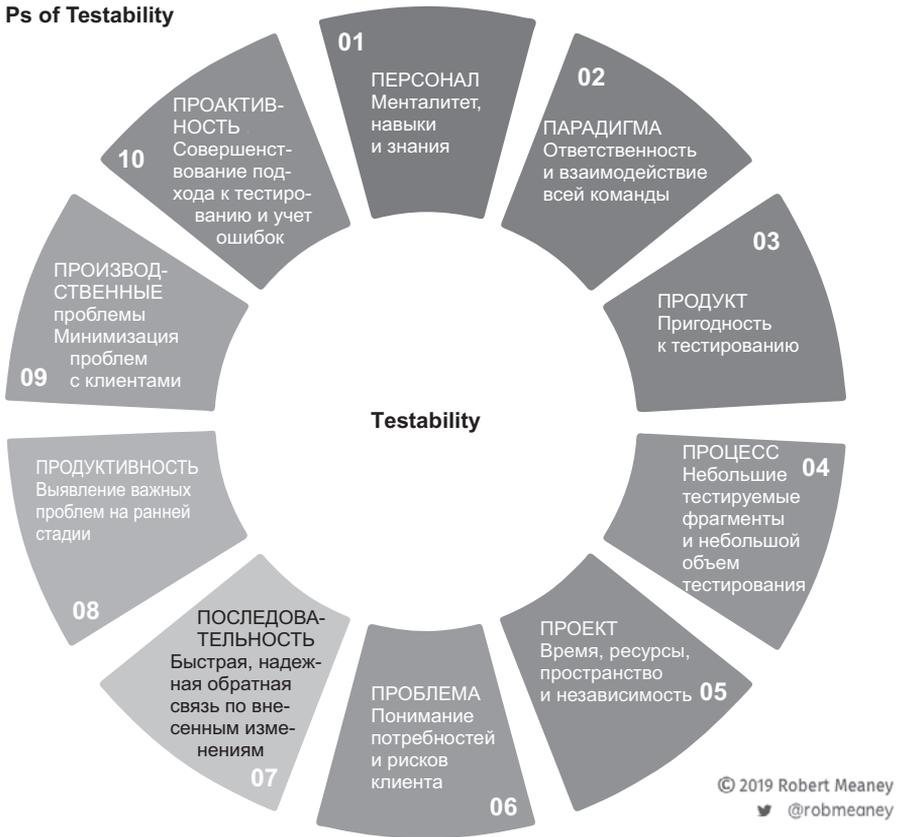 Ps of Testability
01
ПЕРСОНАЛ
Менталитет,
навыки
и знания
02
ПАРАДИГМА
Ответственность
и взаимодействие
всей команды
03
ПРОДУКТ
Пригодность
к тестированию
ПРОЦЕСС
04
Небольшие
тестируемые
фрагменты
и небольшой
объем
тестирования
ПРОЕКТ
Время, ресурсы,
пространство
и независимость
05
ПРОБЛЕМА
Понимание
потребностей
и рисков
клиента
06
ПОСЛЕДОВА-
ТЕЛЬНОСТЬ
Быстрая, надеж-
ная обратная
связь по вне-
сенным изме-
нениям
07
ПРОДУКТИВНОСТЬ
Выявление важных
проблем на ранней
стадии
08
ПРОИЗВОД-
СТВЕННЫЕ
проблемы
Минимизация
проблем
с клиентами
09
ПРОАКТИВ-
НОСТЬ
10
Совершенст-
вование под-
хода к тестиро-
ванию и учет
ошибок
Testability
© 2019 Robert Meaney
@robmeaney